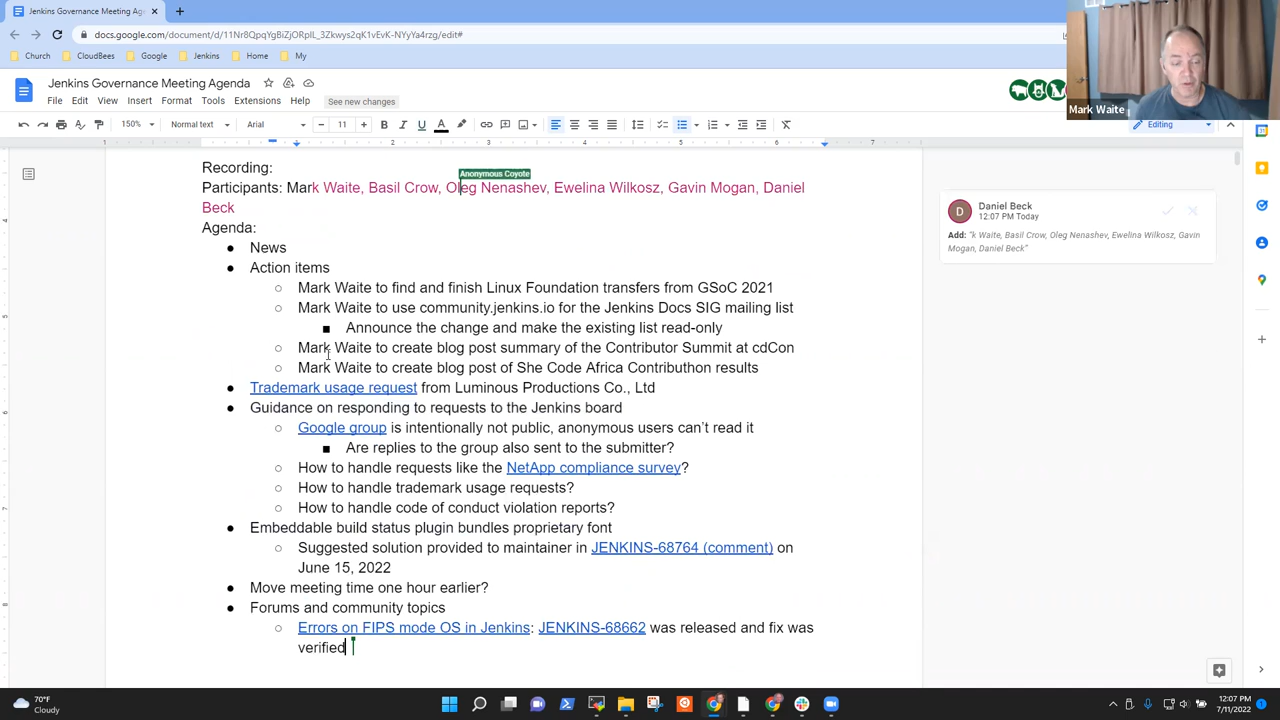 Jenkins Governance Meeting Age
docs.google.com/document/d/11Nr8QpqYgBiZjORpIL_3Zkwys2qK1vEvK-NYyYa4rzg/edit#
Church CloudBees Google Jenkins Home My
Jenkins Governance Meeting Agenda
File Edit View Insert Format Tools Extensions Help See new changes
150% Normal text Arial 11 Editing
Mark Waite
1 1 2 3 4 5 6 7
Recording:
Anonymous Coyote
Participants: Mark Waite, Basil Crow, Oleg Nenashev, Ewelina Wilkosz, Gavin Mogan, Daniel
Beck
Agenda:
● News
● Action items
○ Mark Waite to find and finish Linux Foundation transfers from GSoC 2021
○ Mark Waite to use community.jenkins.io for the Jenkins Docs SIG mailing list
■ Announce the change and make the existing list read-only
○ Mark Waite to create blog post summary of the Contributor Summit at cdCon
○ Mark Waite to create blog post of She Code Africa Contributhon results
● Trademark usage request from Luminous Productions Co., Ltd
● Guidance on responding to requests to the Jenkins board
○ Google group is intentionally not public, anonymous users can't read it
■ Are replies to the group also sent to the submitter?
○ How to handle requests like the NetApp compliance survey?
○ How to handle trademark usage requests?
○ How to handle code of conduct violation reports?
● Embeddable build status plugin bundles proprietary font
○ Suggested solution provided to maintainer in JENKINS-68764 (comment) on
June 15, 2022
● Move meeting time one hour earlier?
● Forums and community topics
○ Errors on FIPS mode OS in Jenkins: JENKINS-68662 was released and fix was
verified
D
Daniel Beck
12:07 PM Today
Add: "k Waite, Basil Crow, Oleg Nenashev, Ewelina Wilkosz, Gavin
Mogan, Daniel Beck"
70°F
Cloudy
12:07 PM
7/11/2022